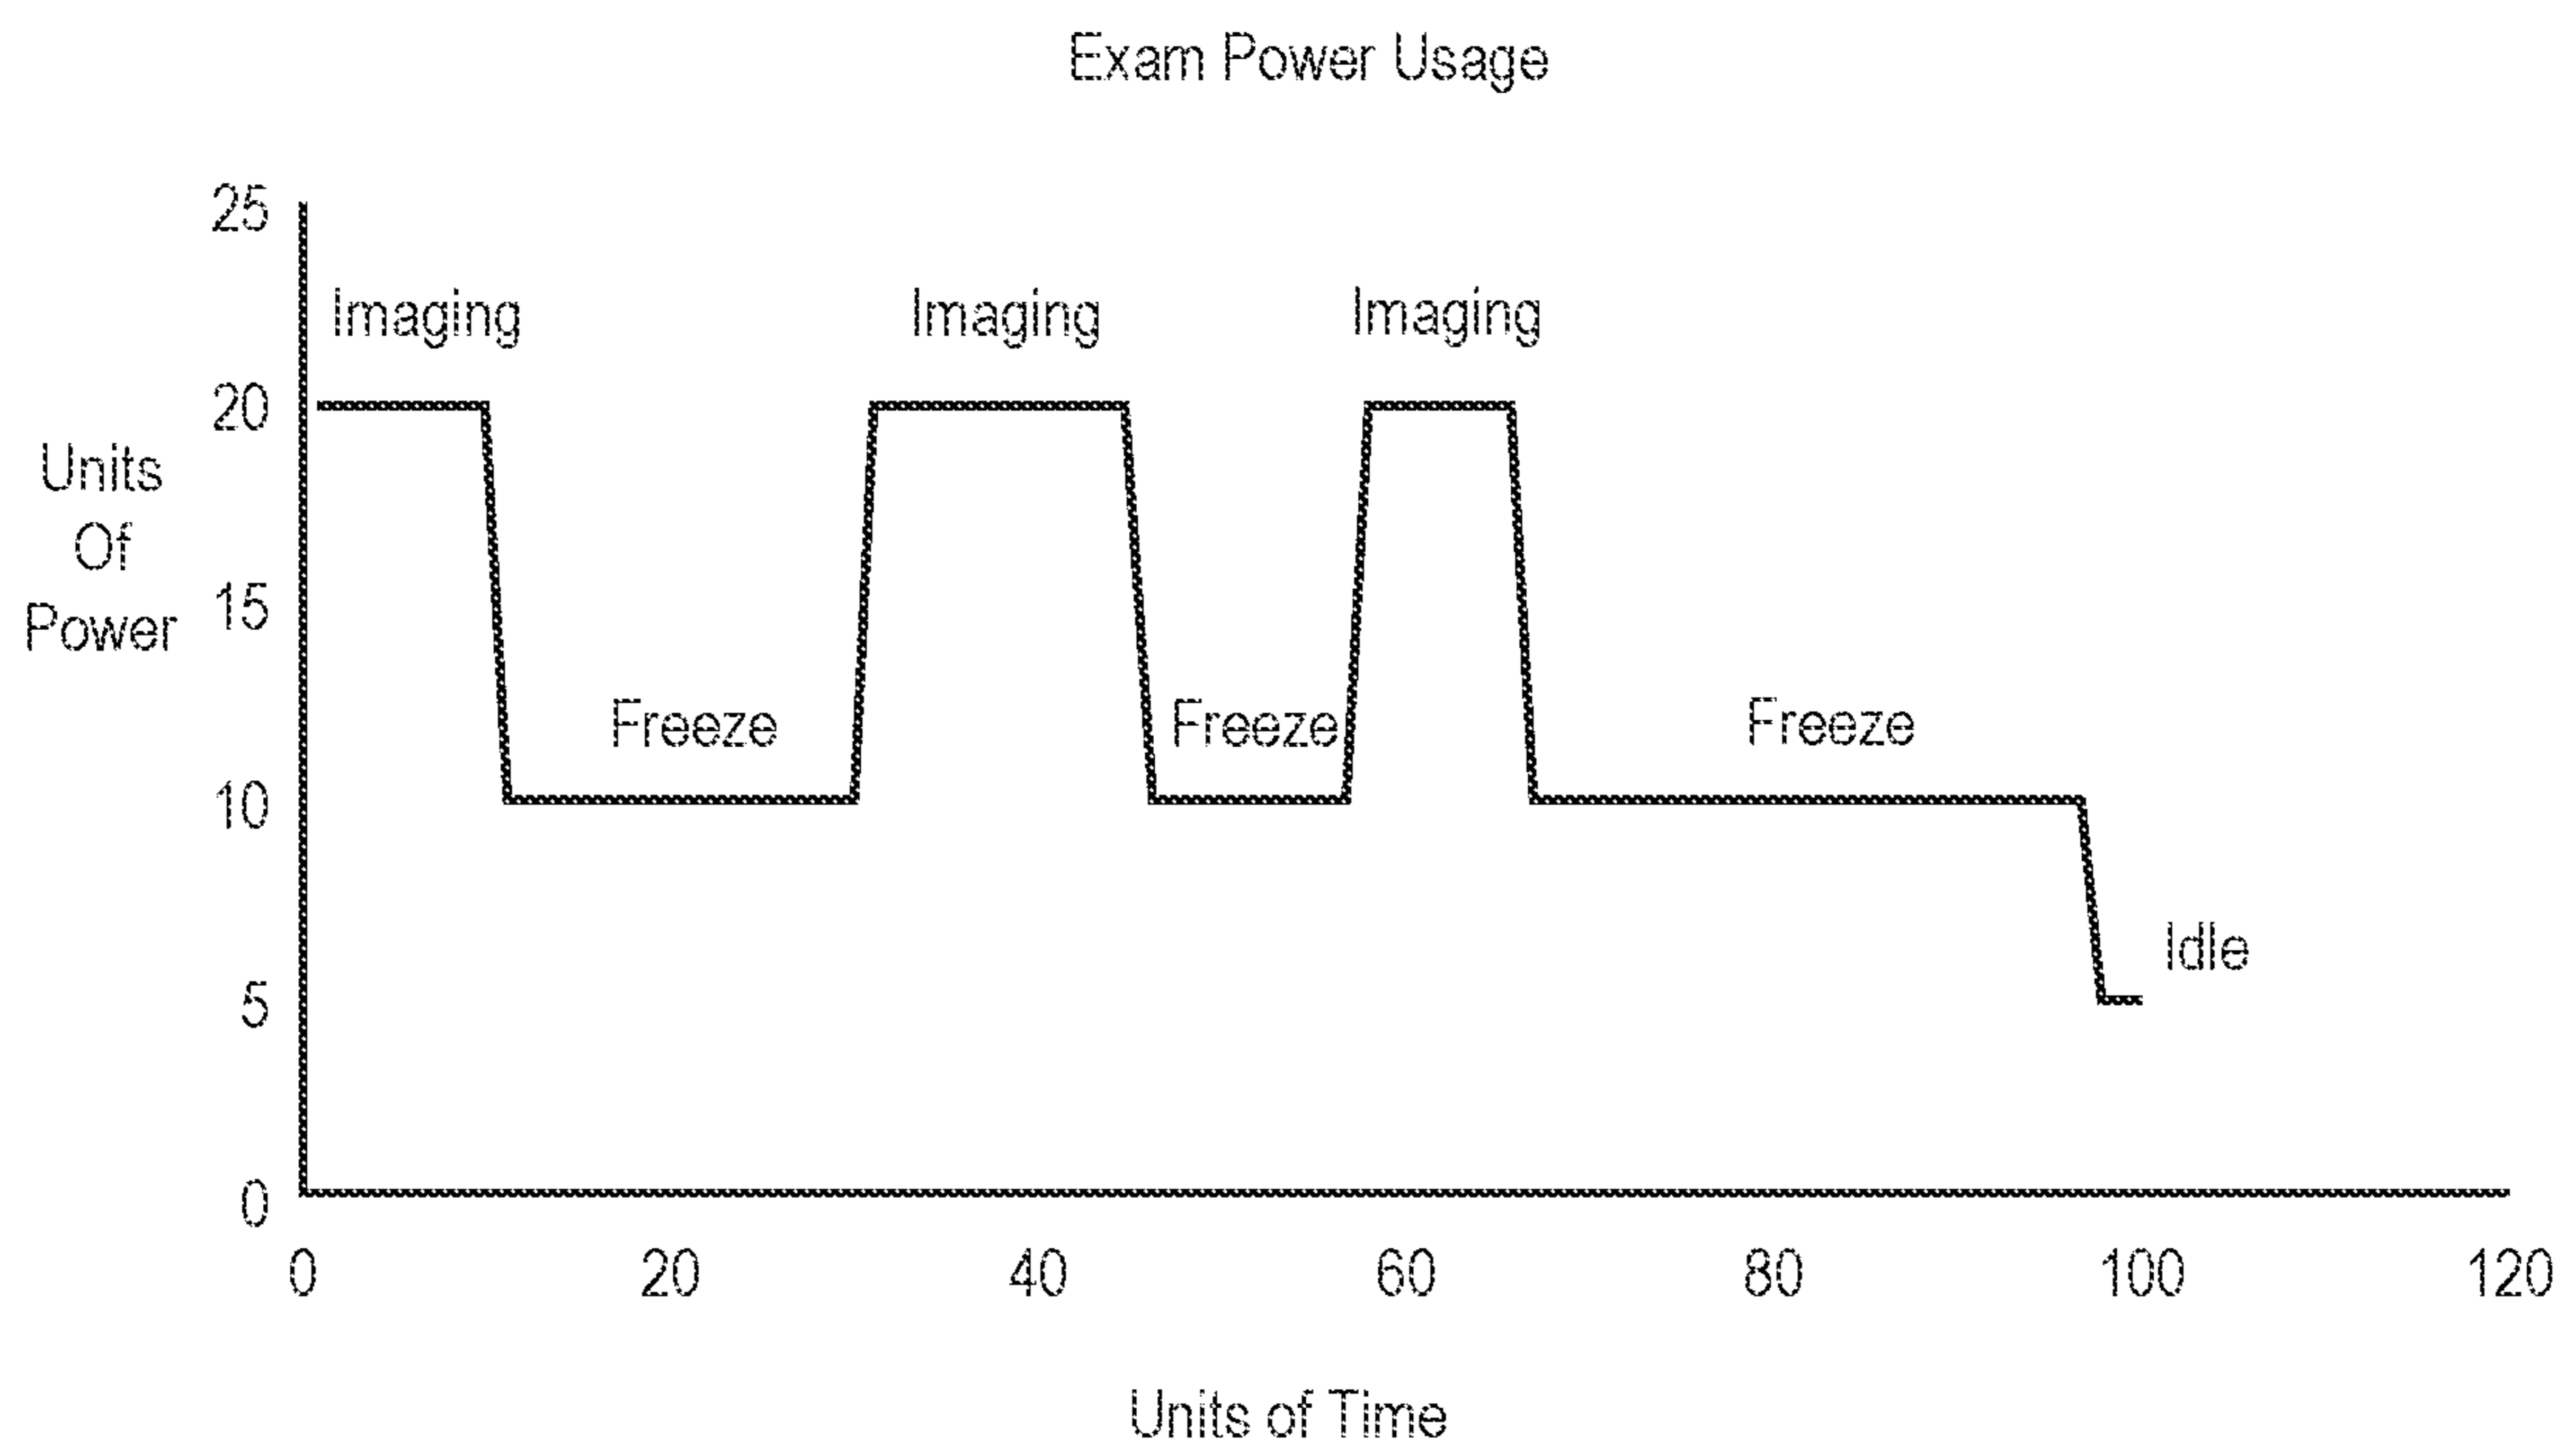 Exam Power Usage
25
Imaging
Imaging
Imaging
20
Units
Of
Power
15
Freeze
Freeze
Freeze
10
Idle
5
0
0
20
40
60
80
100
120
Units of Time